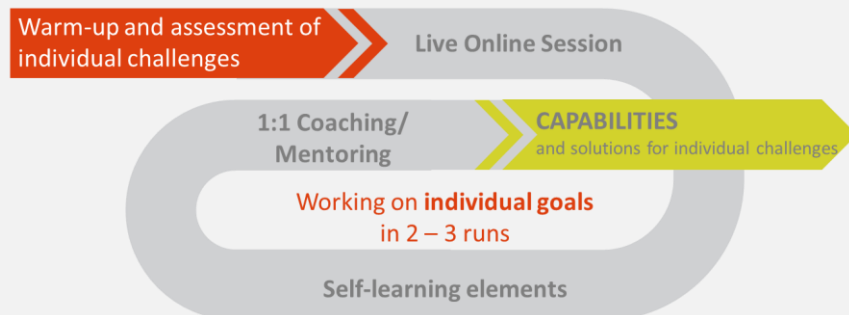 Warm-up and assessment of
individual challenges
Live Online Session
1:1 Coaching/
Mentoring
CAPABILITIES
and solutions for individual challenges
Working on individual goals
in 2 – 3 runs
Self-learning elements